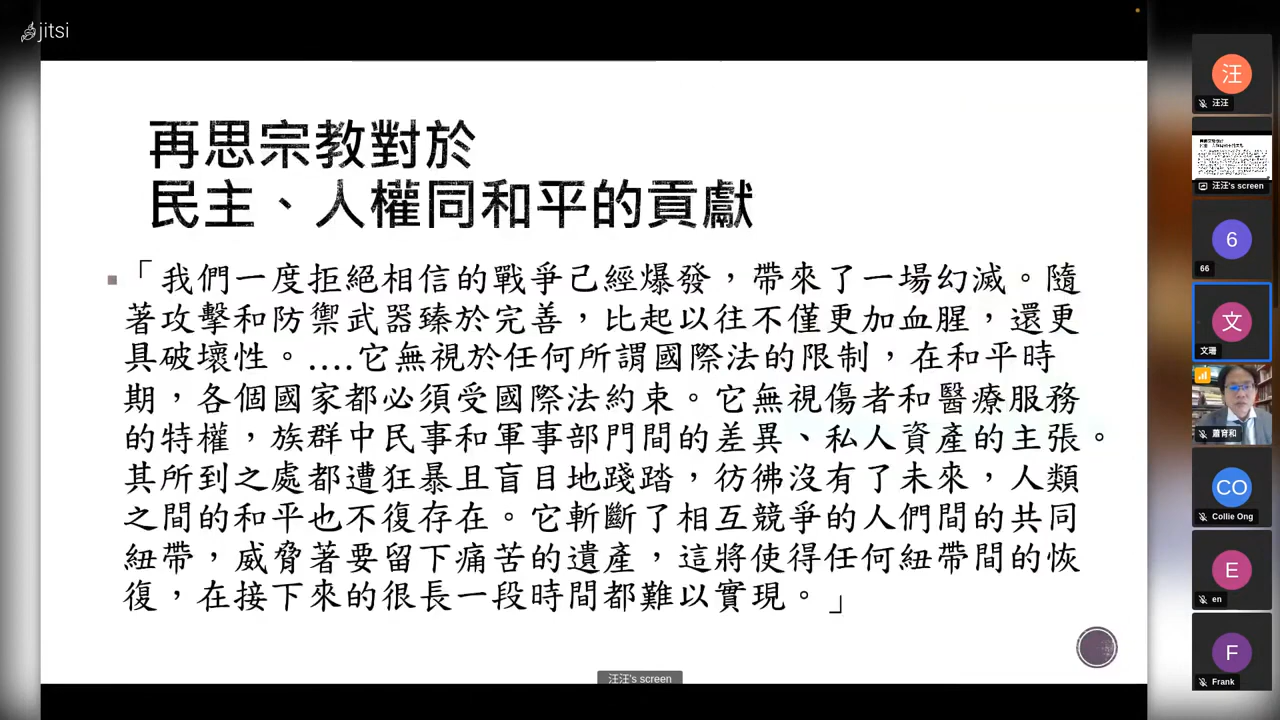 jitsi
再思宗教對於
民主、人權同和平的貢獻
「我們一度拒絕相信的戰爭已經爆發，帶來了一場幻滅。隨
著攻擊和防禦武器臻於完善，比起以往不僅更加血腥，還更
具破壞性。....它無視於任何所謂國際法的限制，在和平時
期，各個國家都必須受國際法約束。它無視傷者和醫療服務
的特權，族群中民事和軍事部門間的差異、私人資產的主張。
其所到之處都遭狂暴且盲目地踐踏，彷彿沒有了未來，人類
之間的和平也不復存在。它斬斷了相互競爭的人們間的共同
紐帶，威脅著要留下痛苦的遺產，這將使得任何紐帶間的恢
復，在接下來的很長一段時間都難以實現。」
汪汪's screen
汪
汪汪
汪汪's screen
6
66
文
文珊
蕭育和
CO
Collie Ong
E
en
F
Frank